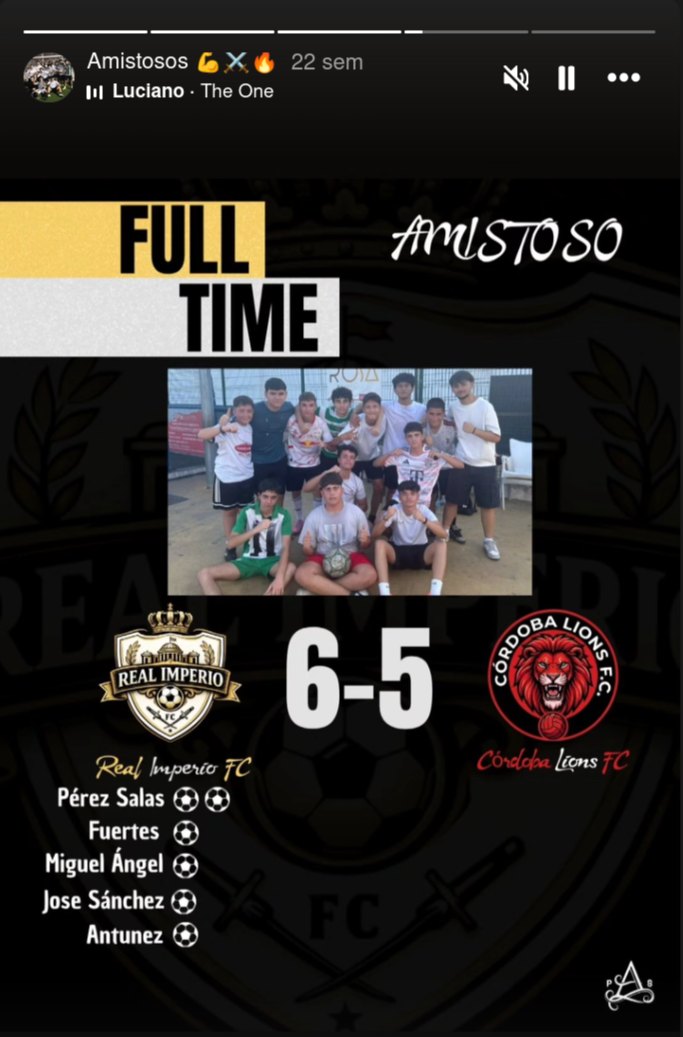 Amistosos 💪⚔️🔥 22 sem
Luciano · The One
FULL
TIME
AMISTOSO
ROSA
REAL IMPERIO
FC
6-5
CÓRDOBA LIONS F.C.
Real Imperio FC
Córdoba Lions FC
Pérez Salas ⚽⚽
Fuertes ⚽
Miguel Ángel ⚽
Jose Sánchez ⚽
Antunez ⚽
REAL IMPERIO
FC
P A S